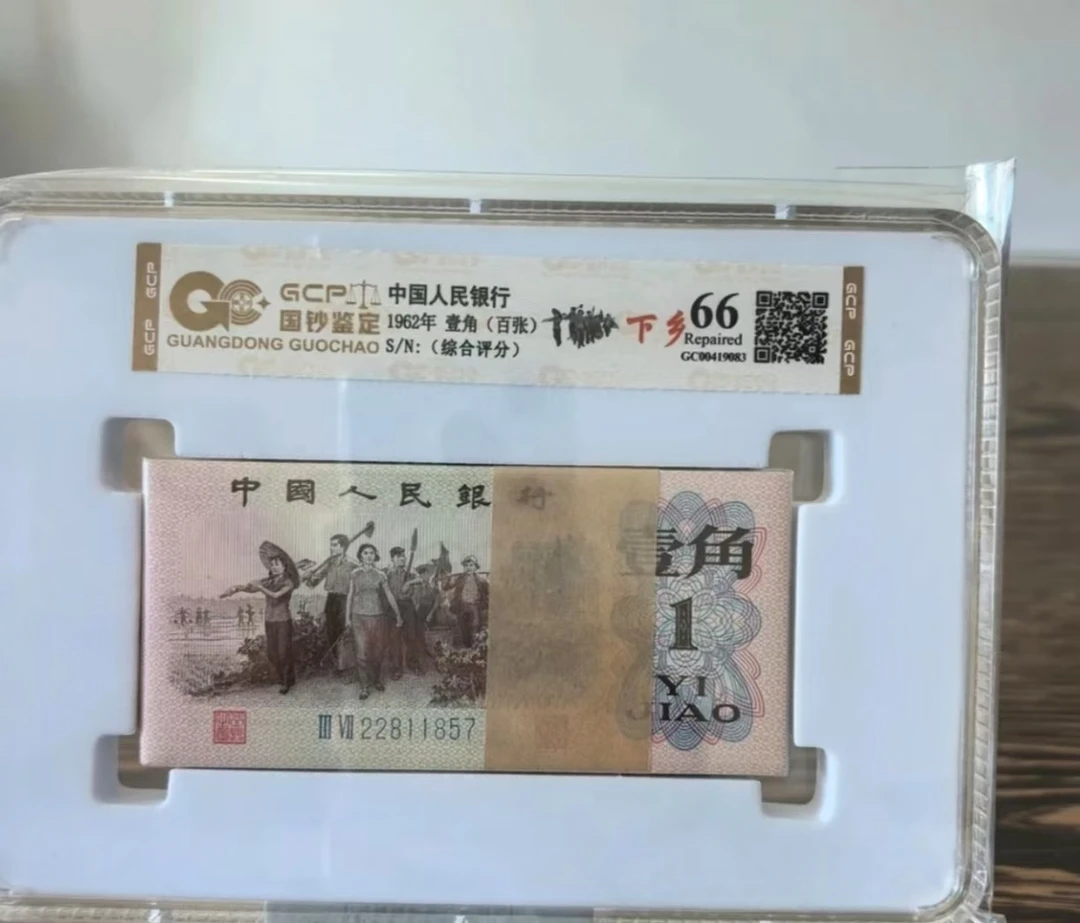 GCP
中国人民银行
国钞鉴定
1962年 壹角（百张）
下乡
66
Repaired
GC00419083
GUANGDONG GUOCHAO
S/N:（综合评分）
GCP GCP
GCP GCP
中國人民銀行
壹角
1
YI
JIAO
III VII 22811857